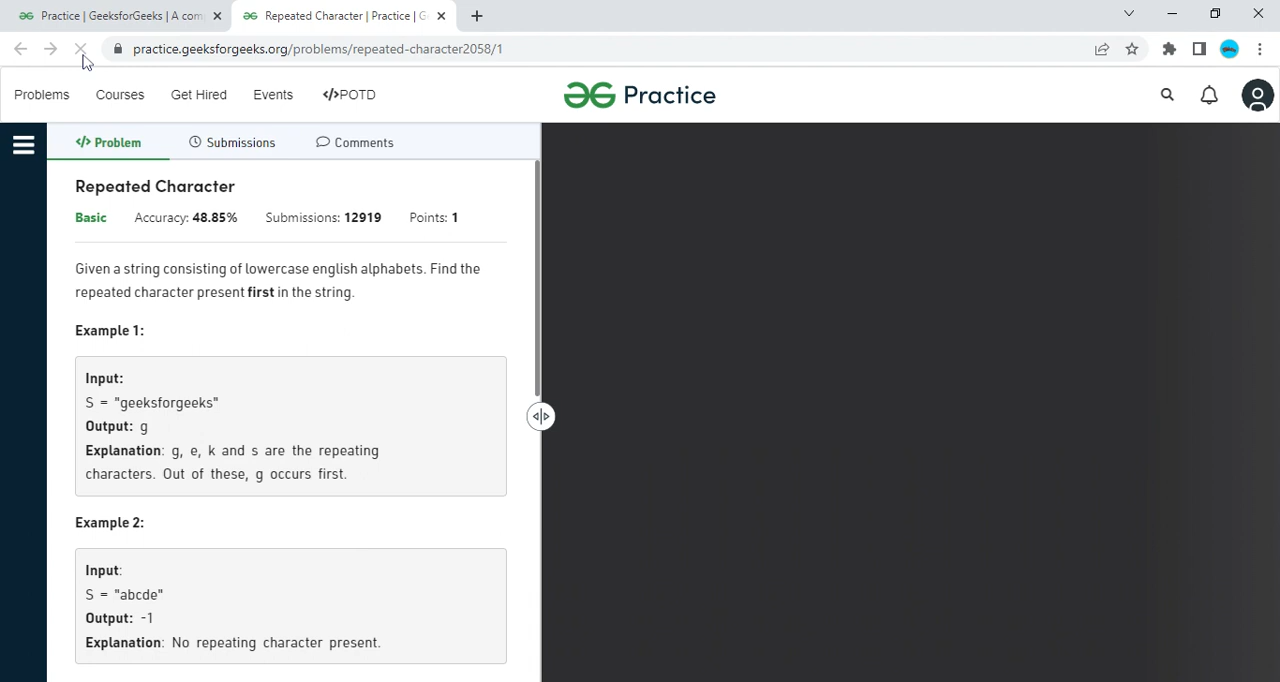 Practice | GeeksforGeeks | A com
Repeated Character | Practice | G
practice.geeksforgeeks.org/problems/repeated-character2058/1
Problems Courses Get Hired Events </>POTD Practice
</> Problem Submissions Comments
Repeated Character
Basic Accuracy: 48.85% Submissions: 12919 Points: 1
Given a string consisting of lowercase english alphabets. Find the
repeated character present first in the string.
Example 1:
Input:
S = "geeksforgeeks"
Output: g
Explanation: g, e, k and s are the repeating
characters. Out of these, g occurs first.
Example 2:
Input:
S = "abcde"
Output: -1
Explanation: No repeating character present.